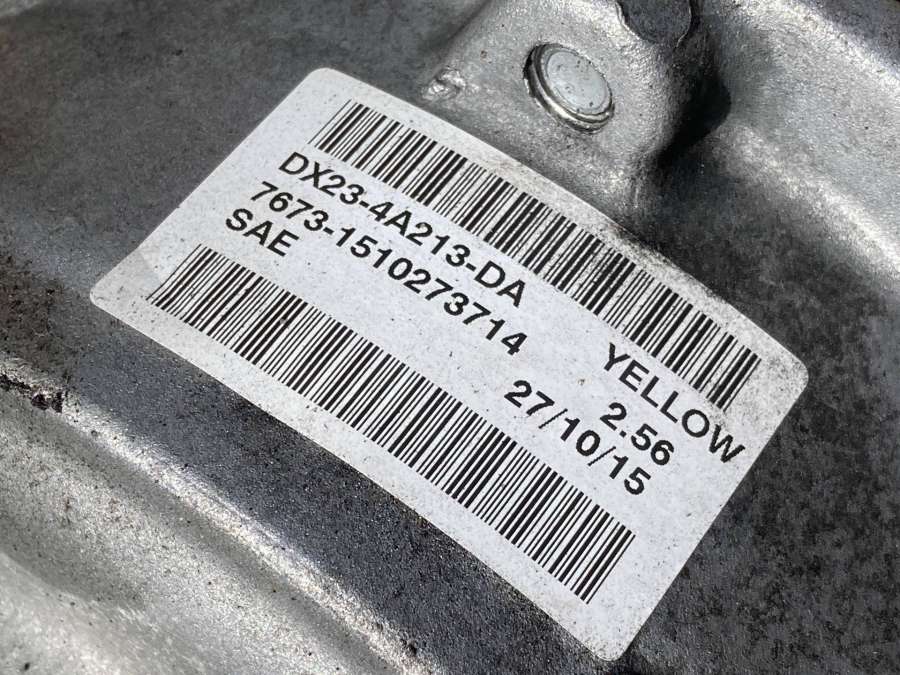 DX23-4A213-DA
YELLOW
7673-1510273714
2.56
SAE
27/10/15